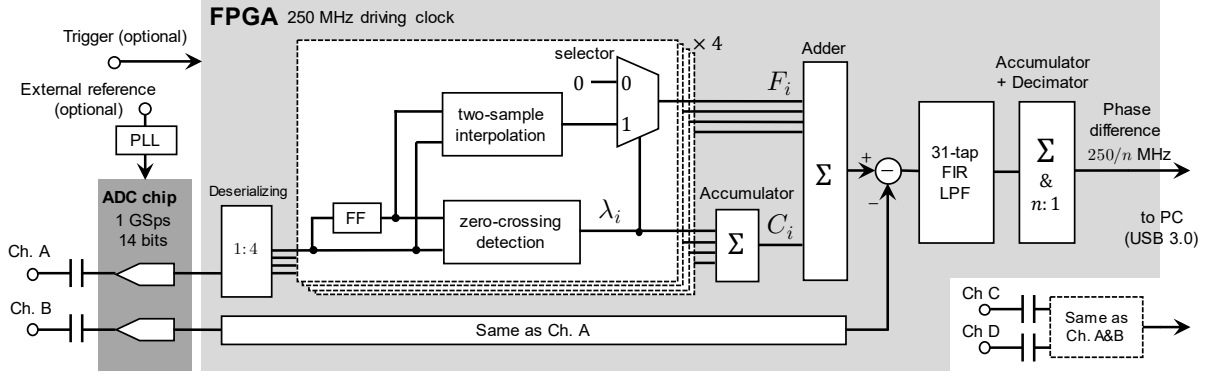 FPGA 250 MHz driving clock
Trigger (optional)
External reference
(optional)
PLL
ADC chip
1 GSps
14 bits
Ch. A
Ch. B
Deserializing
1:4
FF
two-sample
interpolation
zero-crossing
detection
selector
0
0
1
λᵢ
× 4
Fᵢ
Accumulator
Σ
Cᵢ
Adder
Σ
+
−
−
31-tap
FIR
LPF
Accumulator
+ Decimator
Σ
&
n:1
Phase
difference
250/n MHz
to PC
(USB 3.0)
Same as Ch. A
Ch C
Ch D
Same as
Ch. A&B